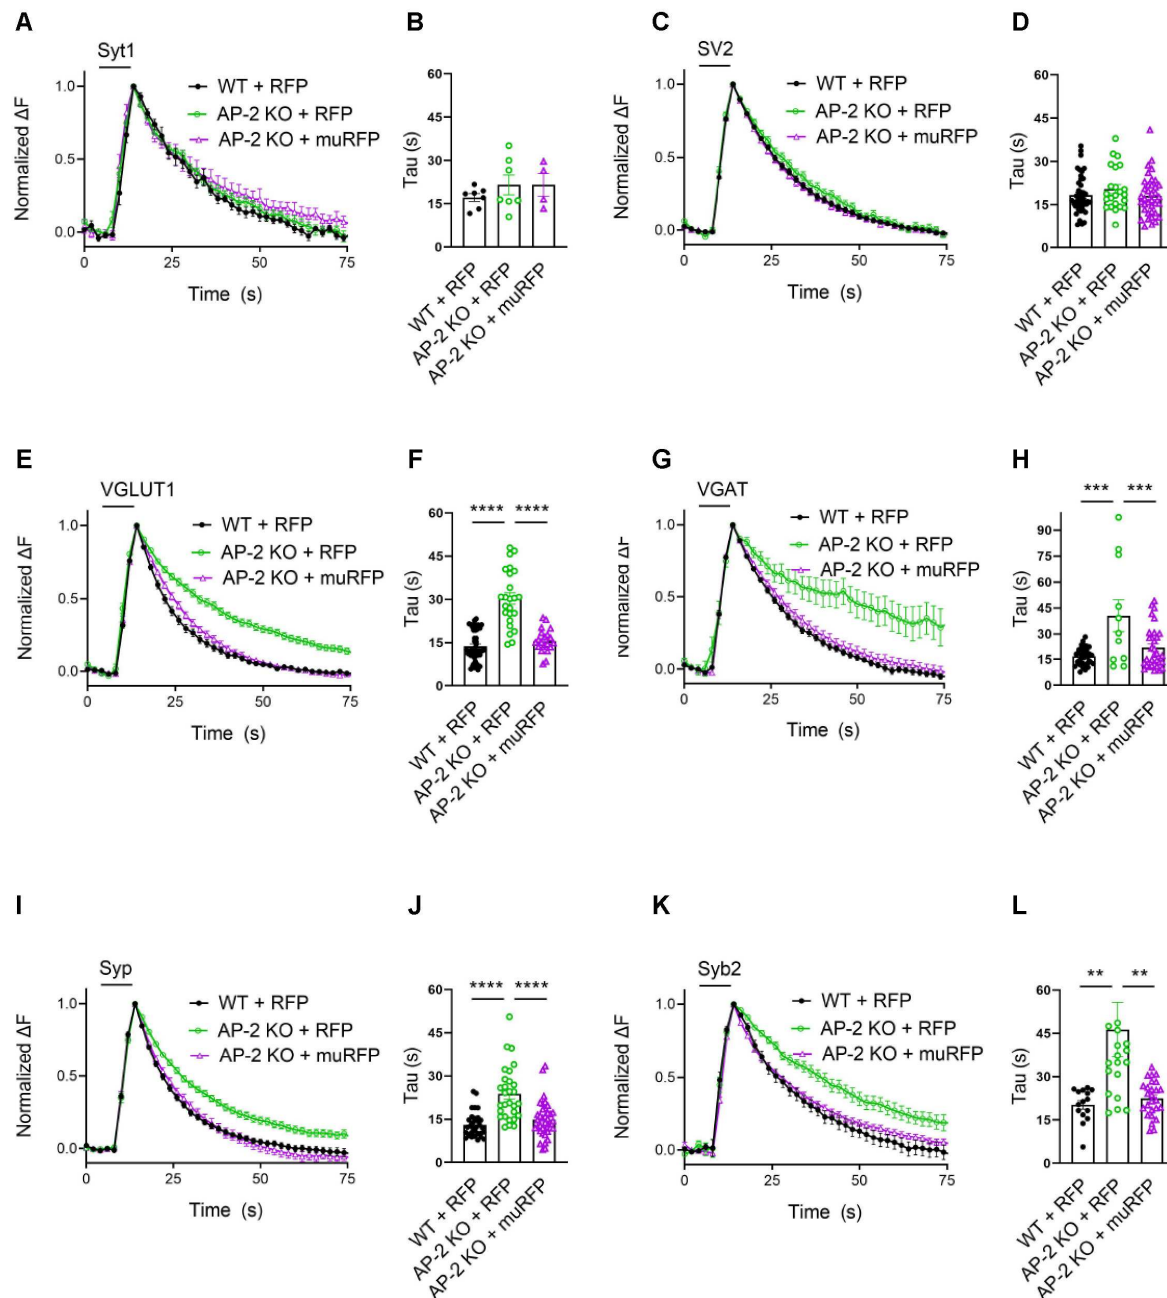 A
B
C
D
Syt1
WT + RFP
AP-2 KO + RFP
AP-2 KO + muRFP
Normalized ΔF
1.0
0.5
0.0
0
25
50
75
Time (s)
Tau (s)
60
45
30
15
0
WT + RFP
AP-2 KO + RFP
AP-2 KO + muRFP
SV2
WT + RFP
AP-2 KO + RFP
AP-2 KO + muRFP
Normalized ΔF
1.0
0.5
0.0
0
25
50
75
Time (s)
Tau (s)
60
45
30
15
0
WT + RFP
AP-2 KO + RFP
AP-2 KO + muRFP
E
F
G
H
VGLUT1
WT + RFP
AP-2 KO + RFP
AP-2 KO + muRFP
Normalized ΔF
1.0
0.5
0.0
0
25
50
75
Time (s)
**** ****
Tau (s)
60
45
30
15
0
WT + RFP
AP-2 KO + RFP
AP-2 KO + muRFP
VGAT
WT + RFP
AP-2 KO + RFP
AP-2 KO + muRFP
Normalized ΔF
1.0
0.5
0.0
0
25
50
75
Time (s)
*** ***
Tau (s)
90
75
60
45
30
15
0
WT + RFP
AP-2 KO + RFP
AP-2 KO + muRFP
I
J
K
L
Syp
WT + RFP
AP-2 KO + RFP
AP-2 KO + muRFP
Normalized ΔF
1.0
0.5
0.0
0
25
50
75
Time (s)
**** ****
Tau (s)
60
45
30
15
0
WT + RFP
AP-2 KO + RFP
AP-2 KO + muRFP
Syb2
WT + RFP
AP-2 KO + RFP
AP-2 KO + muRFP
Normalized ΔF
1.0
0.5
0.0
0
25
50
75
Time (s)
** **
Tau (s)
60
45
30
15
0
WT + RFP
AP-2 KO + RFP
AP-2 KO + muRFP